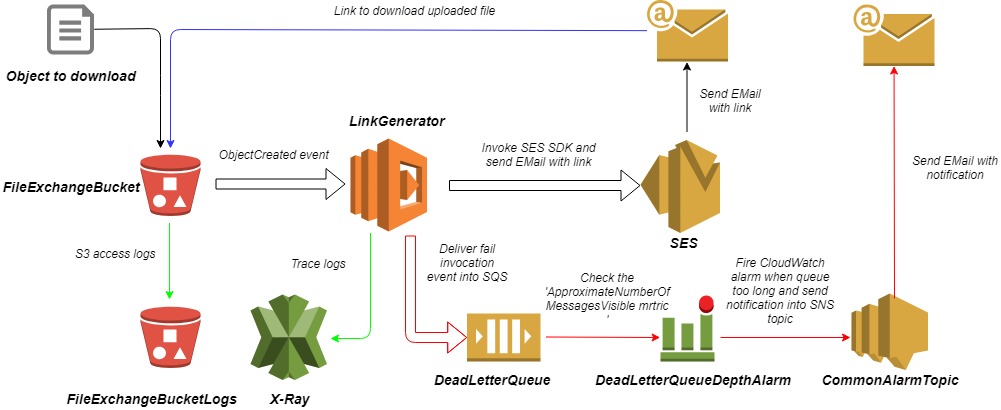 Link to download uploaded file
@
@
Object to download
Send EMail
with link
LinkGenerator
ObjectCreated event
Invoke SES SDK and
send EMail with link
Send EMail with
notification
FileExchangeBucket
SES
S3 access logs
Trace logs
Deliver fail
invocation
event into SQS
Check the
'ApproximateNumberOf
MessagesVisible mrtric
'
Fire CloudWatch
alarm when queue
too long and send
notification into SNS
topic
FileExchangeBucketLogs
X-Ray
DeadLetterQueue
DeadLetterQueueDepthAlarm
CommonAlarmTopic